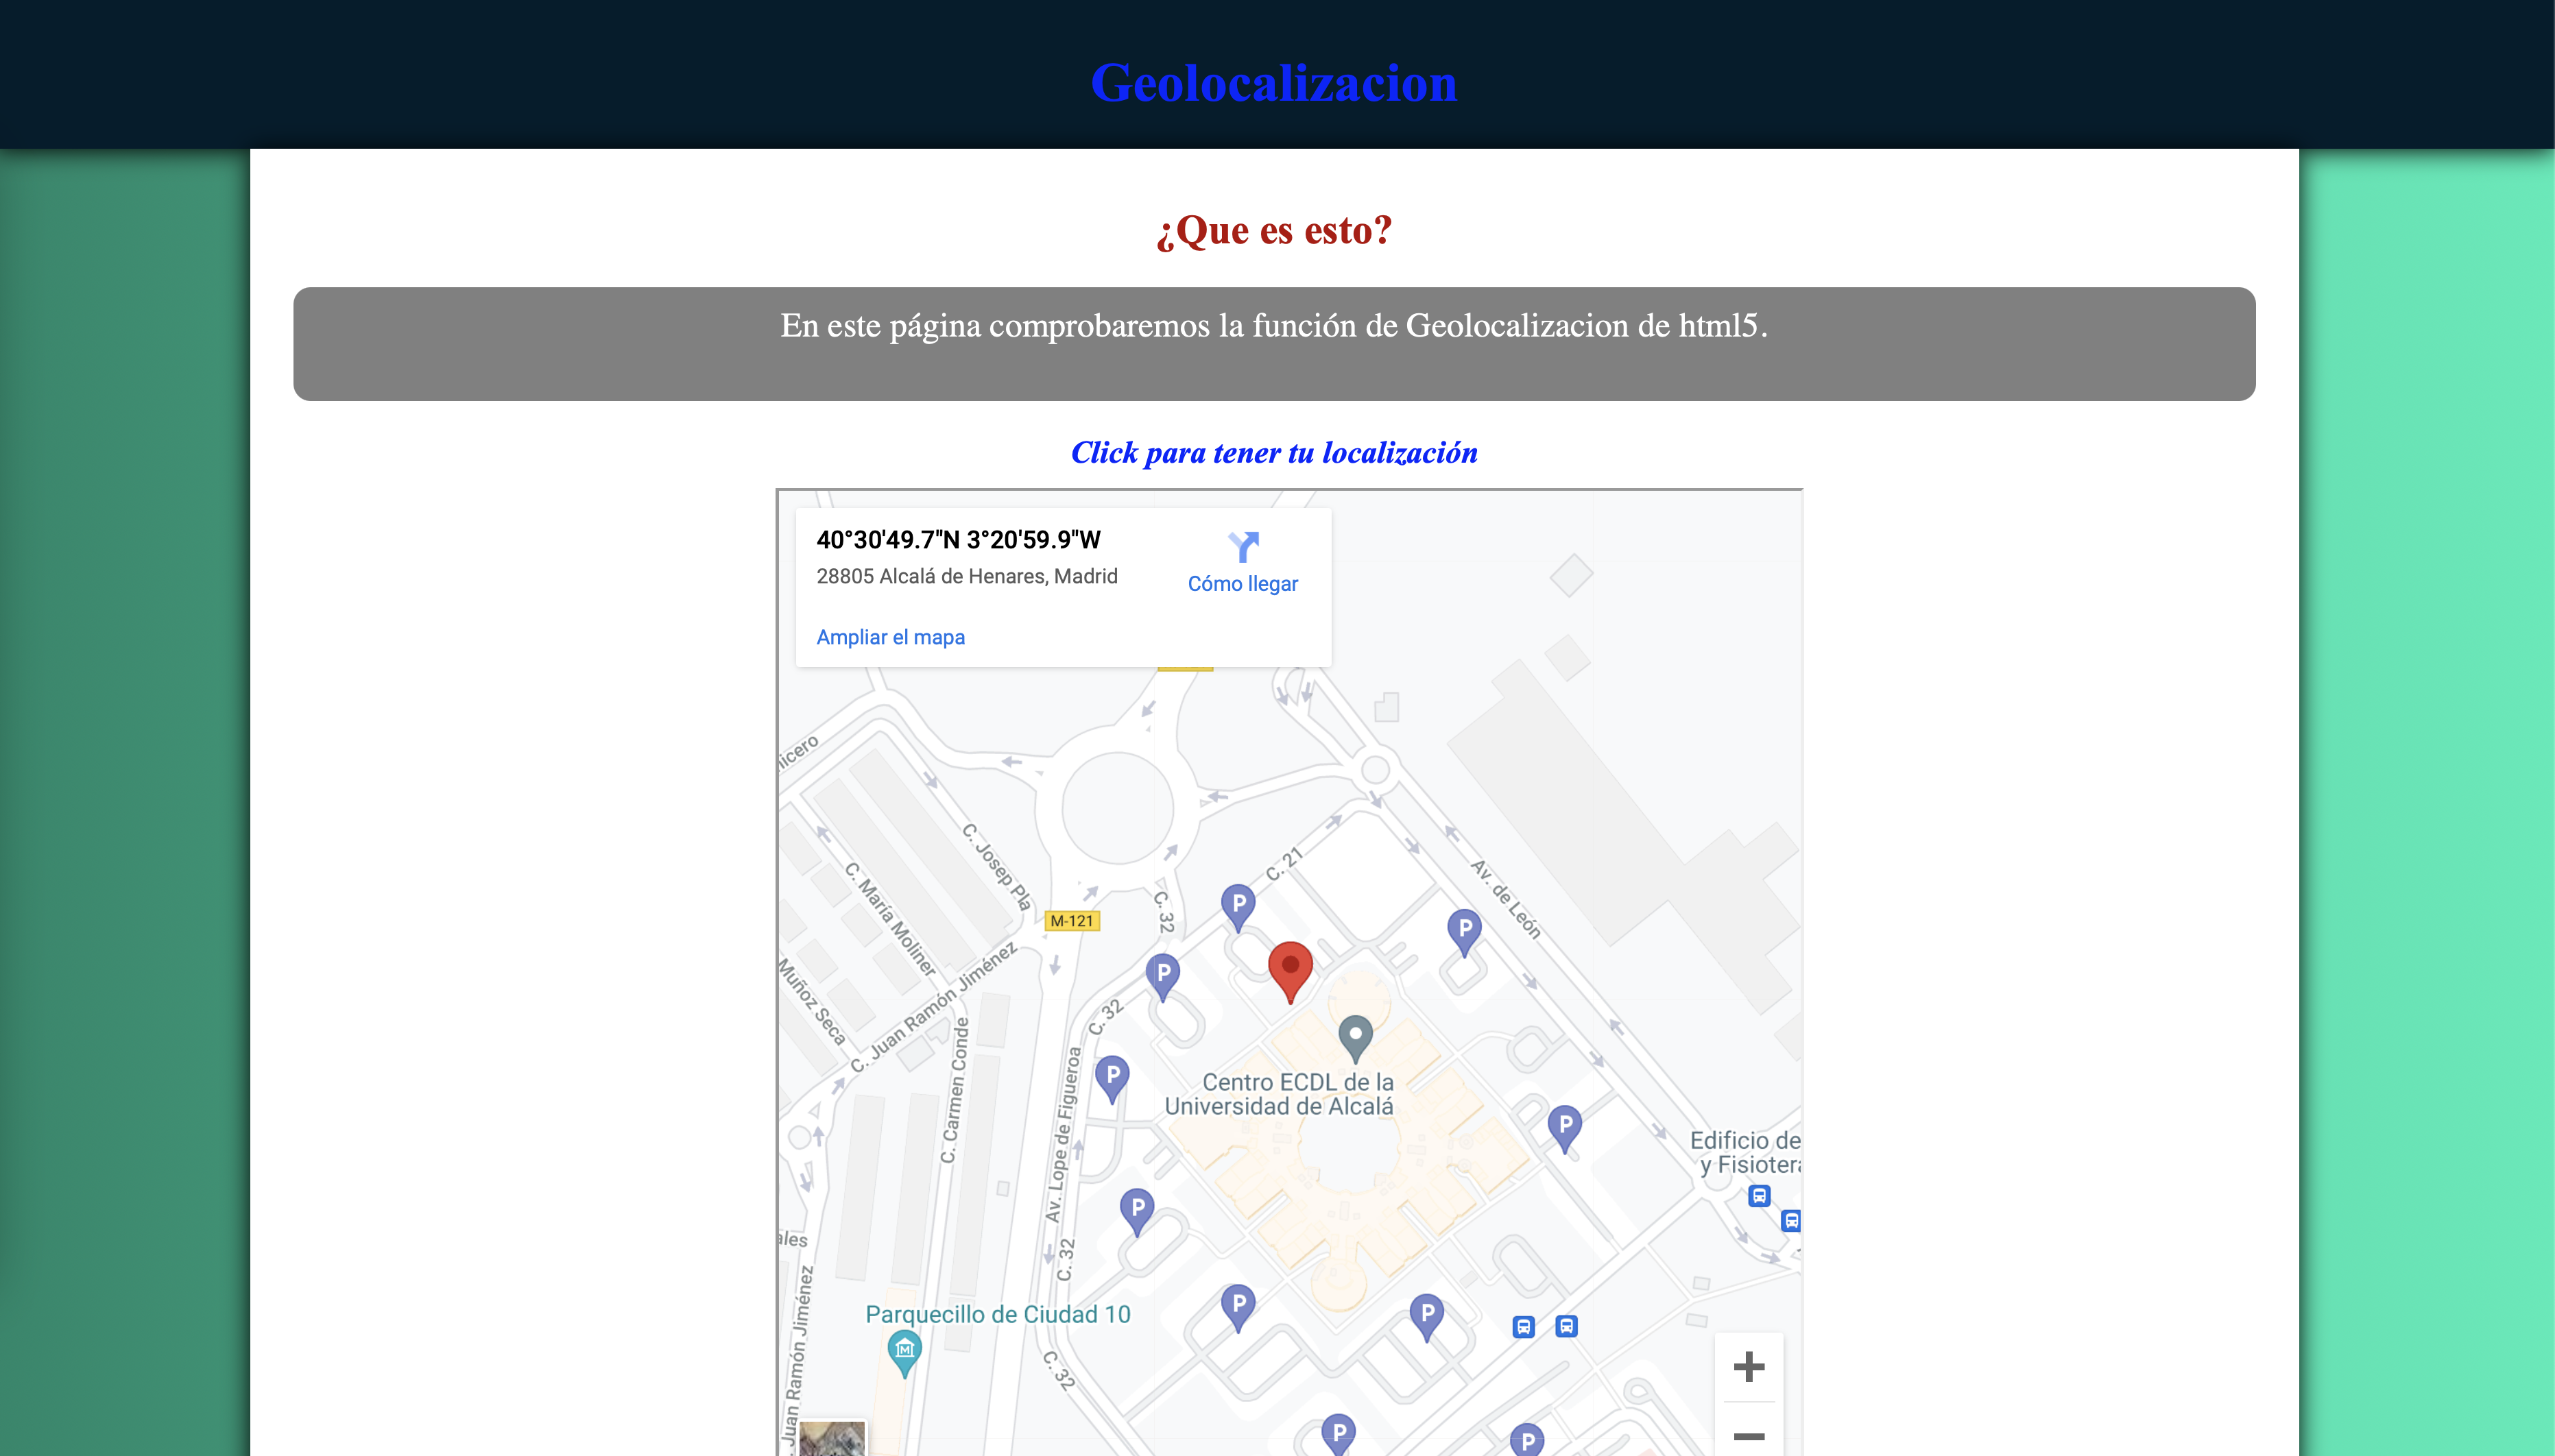 Geolocalizacion
¿Que es esto?
En este página comprobaremos la función de Geolocalizacion de html5.
Click para tener tu localización
40°30'49.7"N 3°20'59.9"W
28805 Alcalá de Henares, Madrid
Cómo llegar
Ampliar el mapa
nicero
C. Josep Pla
C. María Moliner
Muñoz Seca
C. Juan Ramón Jiménez
M-121
C. 32
C. 21
Av. de León
P
P
P
C. 32
P
C. Carmen Conde
Av. Lope de Figueroa
Centro ECDL de la
Universidad de Alcalá
P
Edificio de
y Fisioter
P
C. 32
ales
Juan Ramón Jiménez
Parquecillo de Ciudad 10
M
P
P
C. 32
P
P
+
−